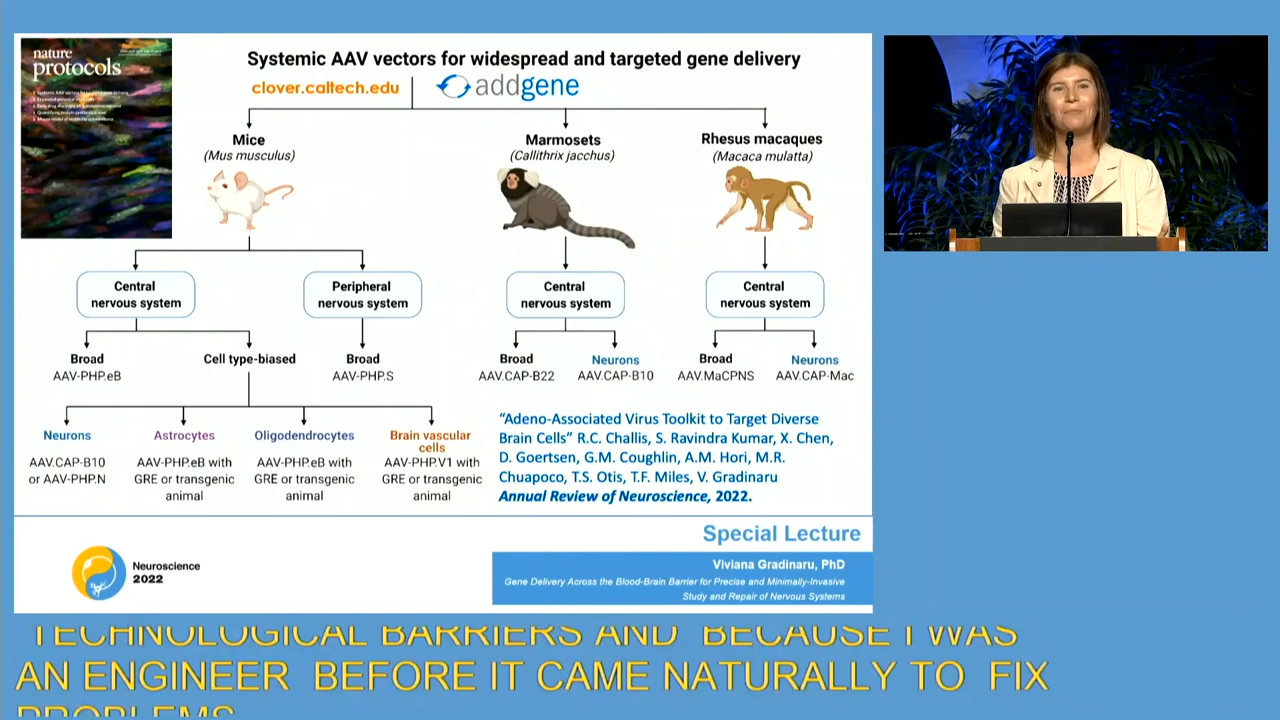 nature
protocols
Systemic AAV vectors for widespread and targeted gene delivery
clover.caltech.edu
addgene
Mice
(Mus musculus)
Marmosets
(Callithrix jacchus)
Rhesus macaques
(Macaca mulatta)
Central
nervous system
Peripheral
nervous system
Central
nervous system
Central
nervous system
Broad
AAV-PHP.eB
Cell type-biased
Broad
AAV-PHP.S
Broad
AAV.CAP-B22
Neurons
AAV.CAP-B10
Broad
AAV.MaCPNS
Neurons
AAV.CAP-Mac
Neurons
AAV.CAP-B10
or AAV-PHP.N
Astrocytes
AAV-PHP.eB with
GRE or transgenic
animal
Oligodendrocytes
AAV-PHP.eB with
GRE or transgenic
animal
Brain vascular
cells
AAV-PHP.V1 with
GRE or transgenic
animal
“Adeno-Associated Virus Toolkit to Target Diverse
Brain Cells” R.C. Challis, S. Ravindra Kumar, X. Chen,
D. Goertsen, G.M. Coughlin, A.M. Hori, M.R.
Chuapoco, T.S. Otis, T.F. Miles, V. Gradinaru
Annual Review of Neuroscience, 2022.
Special Lecture
Neuroscience
2022
Viviana Gradinaru, PhD
Gene Delivery Across the Blood-Brain Barrier for Precise and Minimally-Invasive
Study and Repair of Nervous Systems
TECHNOLOGICAL BARRIERS AND BECAUSE I WAS
AN ENGINEER BEFORE IT CAME NATURALLY TO FIX
PROBLEMS